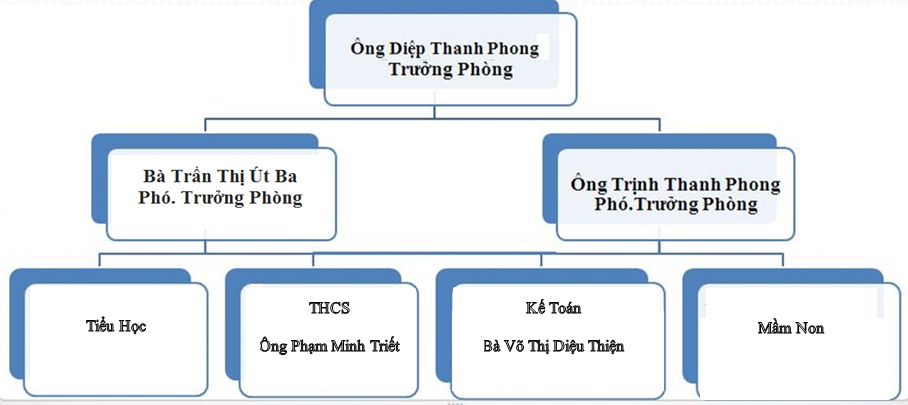 Ông Diệp Thanh Phong
Trưởng Phòng
Bà Trần Thị Út Ba
Phó. Trưởng Phòng
Ông Trịnh Thanh Phong
Phó.Trưởng Phòng
Tiểu Học
THCS
Ông Phạm Minh Triết
Kế Toán
Bà Võ Thị Diệu Thiện
Mầm Non